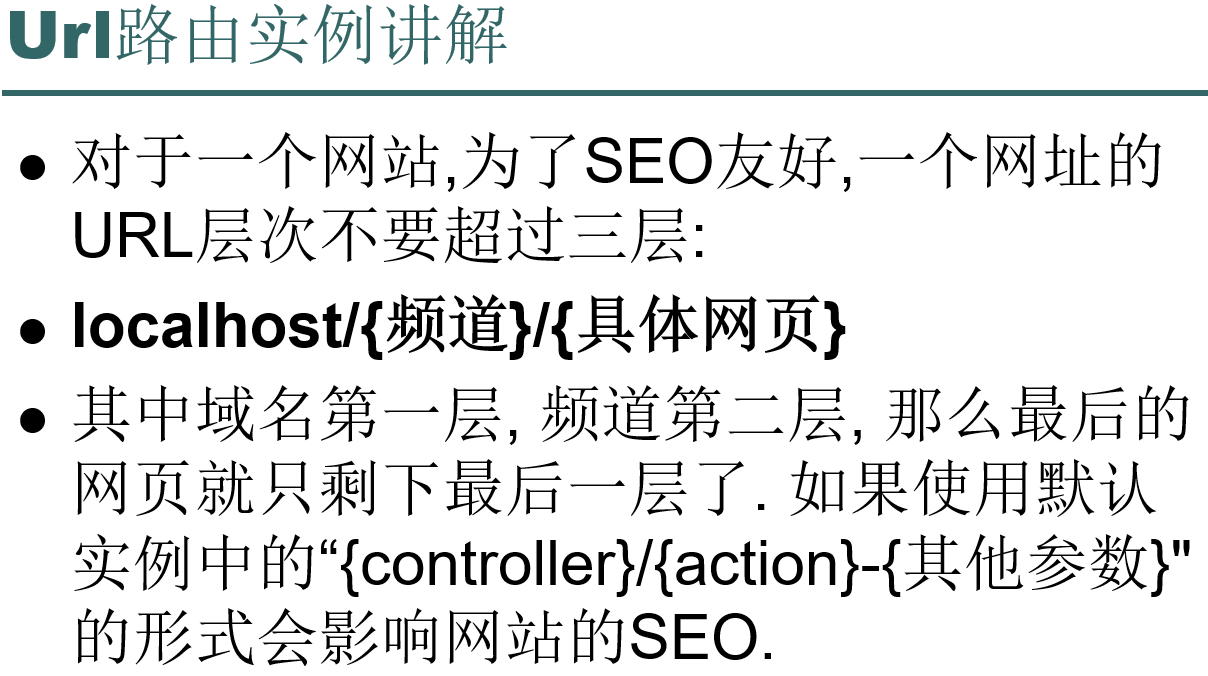 Url路由实例讲解
● 对于一个网站,为了SEO友好,一个网址的
URL层次不要超过三层:
● localhost/{频道}/{具体网页}
● 其中域名第一层, 频道第二层, 那么最后的
网页就只剩下最后一层了. 如果使用默认
实例中的“{controller}/{action}-{其他参数}"
的形式会影响网站的SEO.